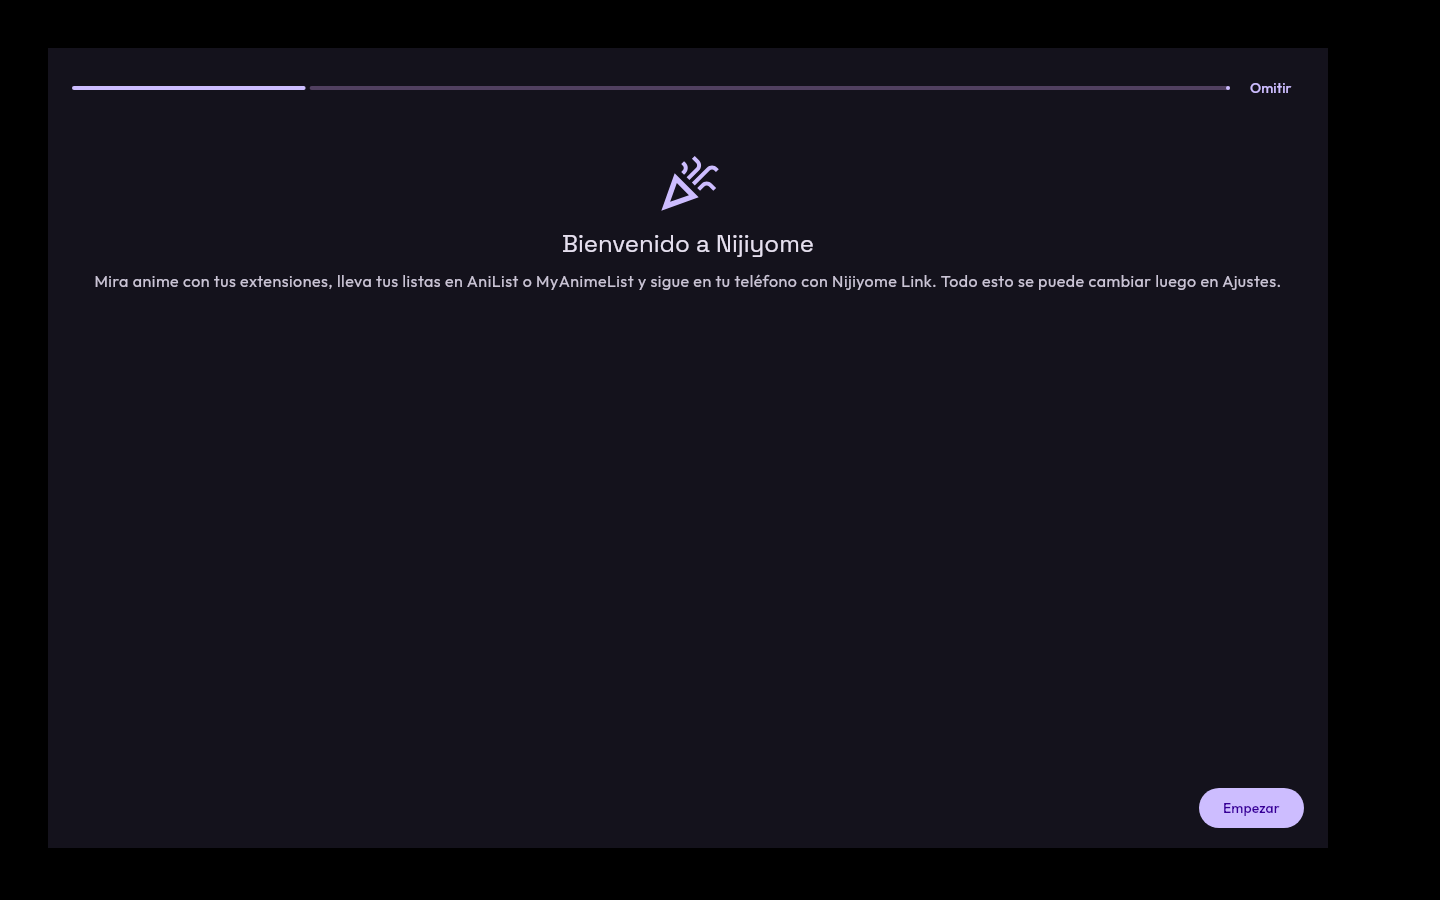 Omitir
Bienvenido a Nijiyome
Mira anime con tus extensiones, lleva tus listas en AniList o MyAnimeList y sigue en tu teléfono con Nijiyome Link. Todo esto se puede cambiar luego en Ajustes.
Empezar